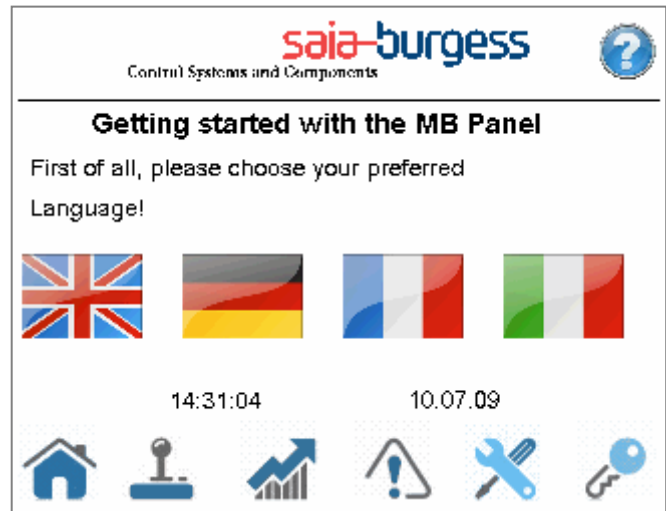 saia-burgess
Control Systems and Components
?
Getting started with the MB Panel
First of all, please choose your preferred
Language!
14:31:04 10.07.09